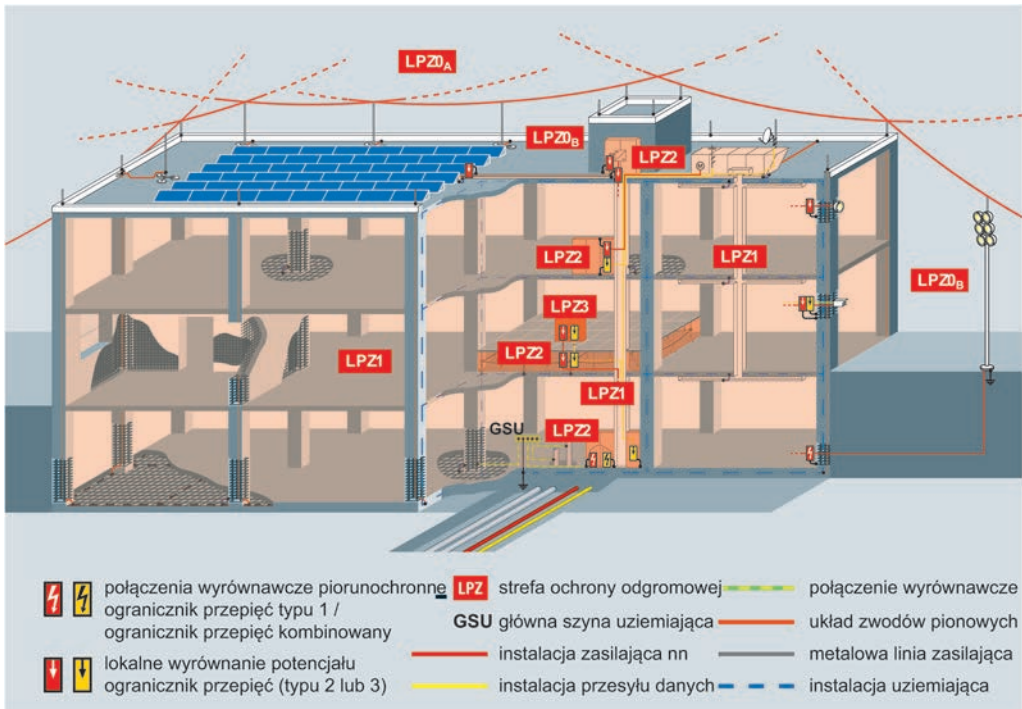 LPZ0A
LPZ0B
LPZ2
LPZ2
LPZ1
LPZ0B
LPZ3
LPZ1
LPZ2
LPZ1
GSU
LPZ2
połączenia wyrównawcze piorunochronne
ogranicznik przepięć typu 1 /
ogranicznik przepięć kombinowany
lokalne wyrównanie potencjału
ogranicznik przepięć (typu 2 lub 3)
LPZ strefa ochrony odgromowej
GSU główna szyna uziemiająca
instalacja zasilająca nn
instalacja przesyłu danych
połączenie wyrównawcze
układ zwodów pionowych
metalowa linia zasilająca
instalacja uziemiająca